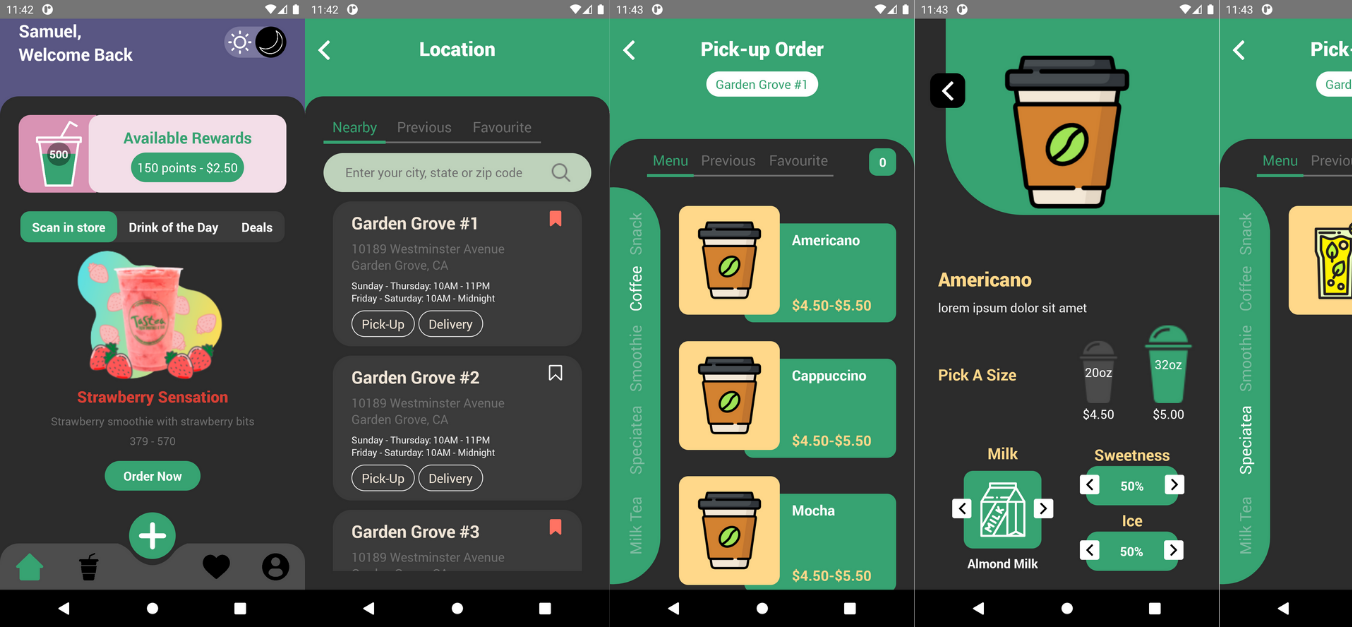 11:42
Samuel,
Welcome Back
500
Available Rewards
150 points - $2.50
Scan in store
Drink of the Day
Deals
Tastea
Strawberry Sensation
Strawberry smoothie with strawberry bits
379 - 570
Order Now
11:42
Location
Nearby
Previous
Favourite
Enter your city, state or zip code
Garden Grove #1
10189 Westminster Avenue
Garden Grove, CA
Sunday - Thursday: 10AM - 11PM
Friday - Saturday: 10AM - Midnight
Pick-Up
Delivery
Garden Grove #2
10189 Westminster Avenue
Garden Grove, CA
Sunday - Thursday: 10AM - 11PM
Friday - Saturday: 10AM - Midnight
Pick-Up
Delivery
Garden Grove #3
10189 Westminster Avenue
11:43
Pick-up Order
Garden Grove #1
Menu
Previous
Favourite
0
Snack
Coffee
Smoothie
Speciatea
Milk Tea
Americano
$4.50-$5.50
Cappuccino
$4.50-$5.50
Mocha
$4.50-$5.50
11:43
Americano
lorem ipsum dolor sit amet
Pick A Size
20oz
$4.50
32oz
$5.00
Milk
MILK
Almond Milk
Sweetness
50%
Ice
50%
11:43
Pick-
Gard
Menu
Previou
Snack
Coffee
Smoothie
Speciatea
Milk Tea